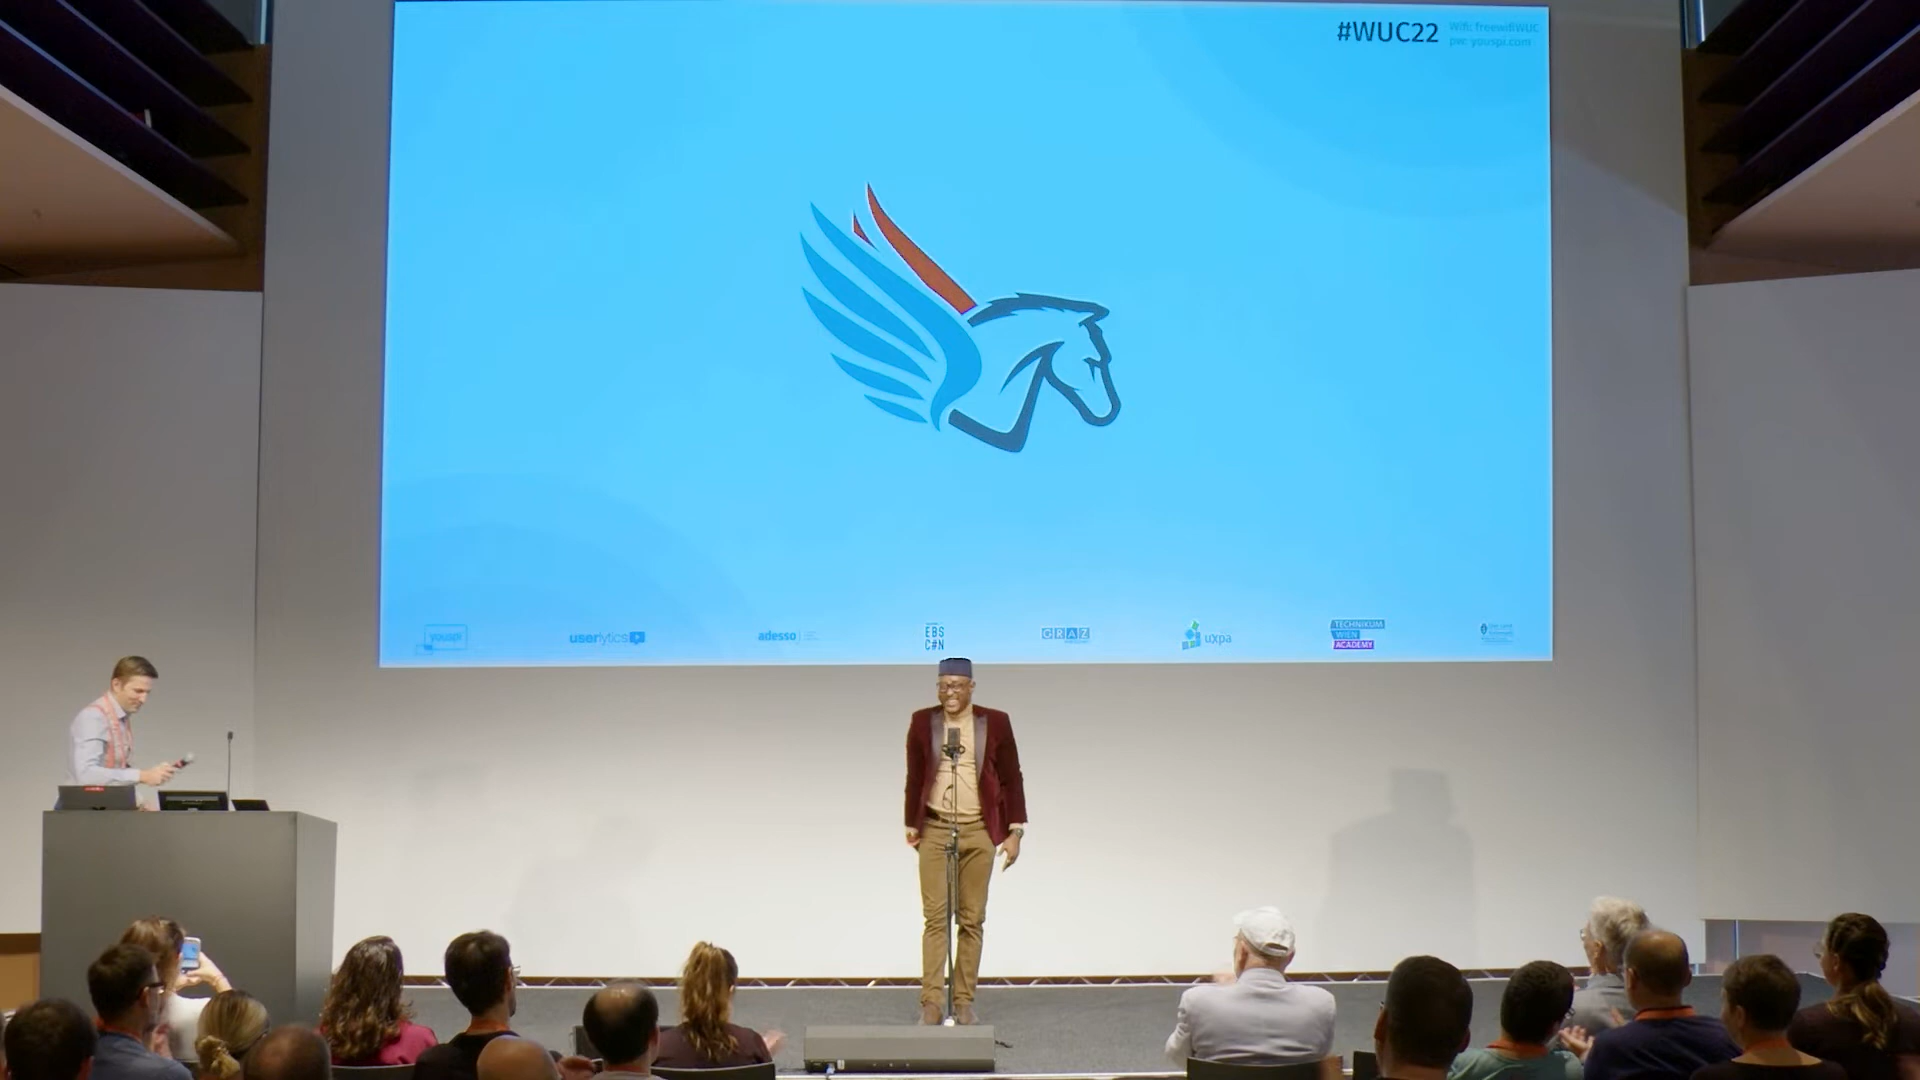 #WUC22
Wifi: freewifiWUC
pw: youspi.com
youspi
userlytics
adesso
EBS
C#N
GRAZ
uxpa
TECHNIKUM
WIEN
ACADEMY